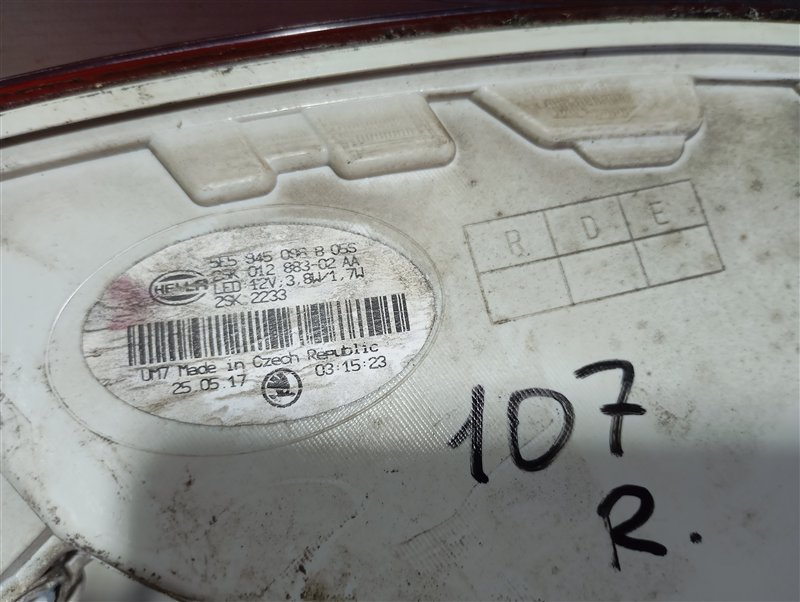 5E5 945 096 B 05S
2SK 012 883 02 AA
HELLA LED 12V; 3.8W/1.7W
2SK 2233
UM7 Made in Czech Republic
25.05.17 03:15:23
R D E
107
R.